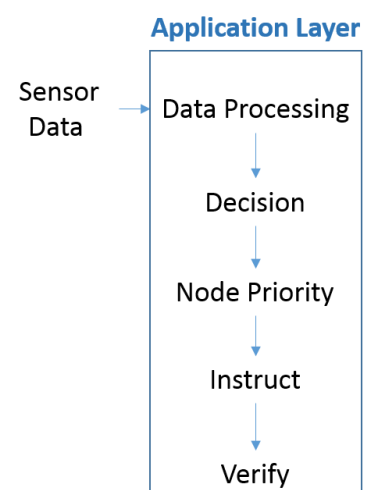 Application Layer
Sensor
Data
Data Processing
Decision
Node Priority
Instruct
Verify